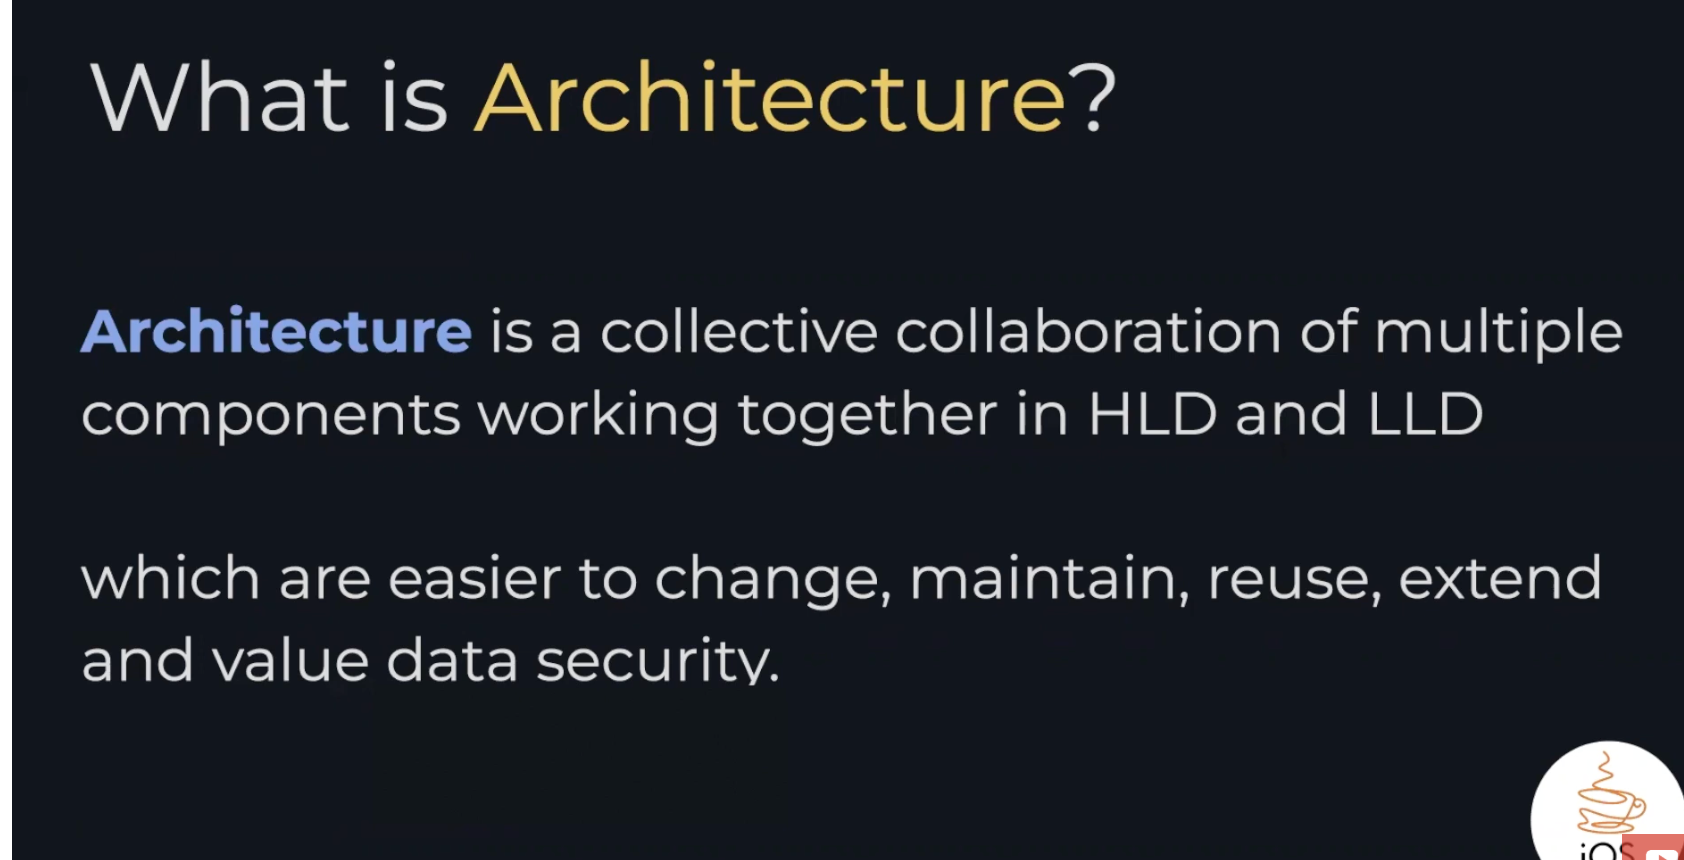 What is Architecture?
Architecture is a collective collaboration of multiple
components working together in HLD and LLD
which are easier to change, maintain, reuse, extend
and value data security.
iOS